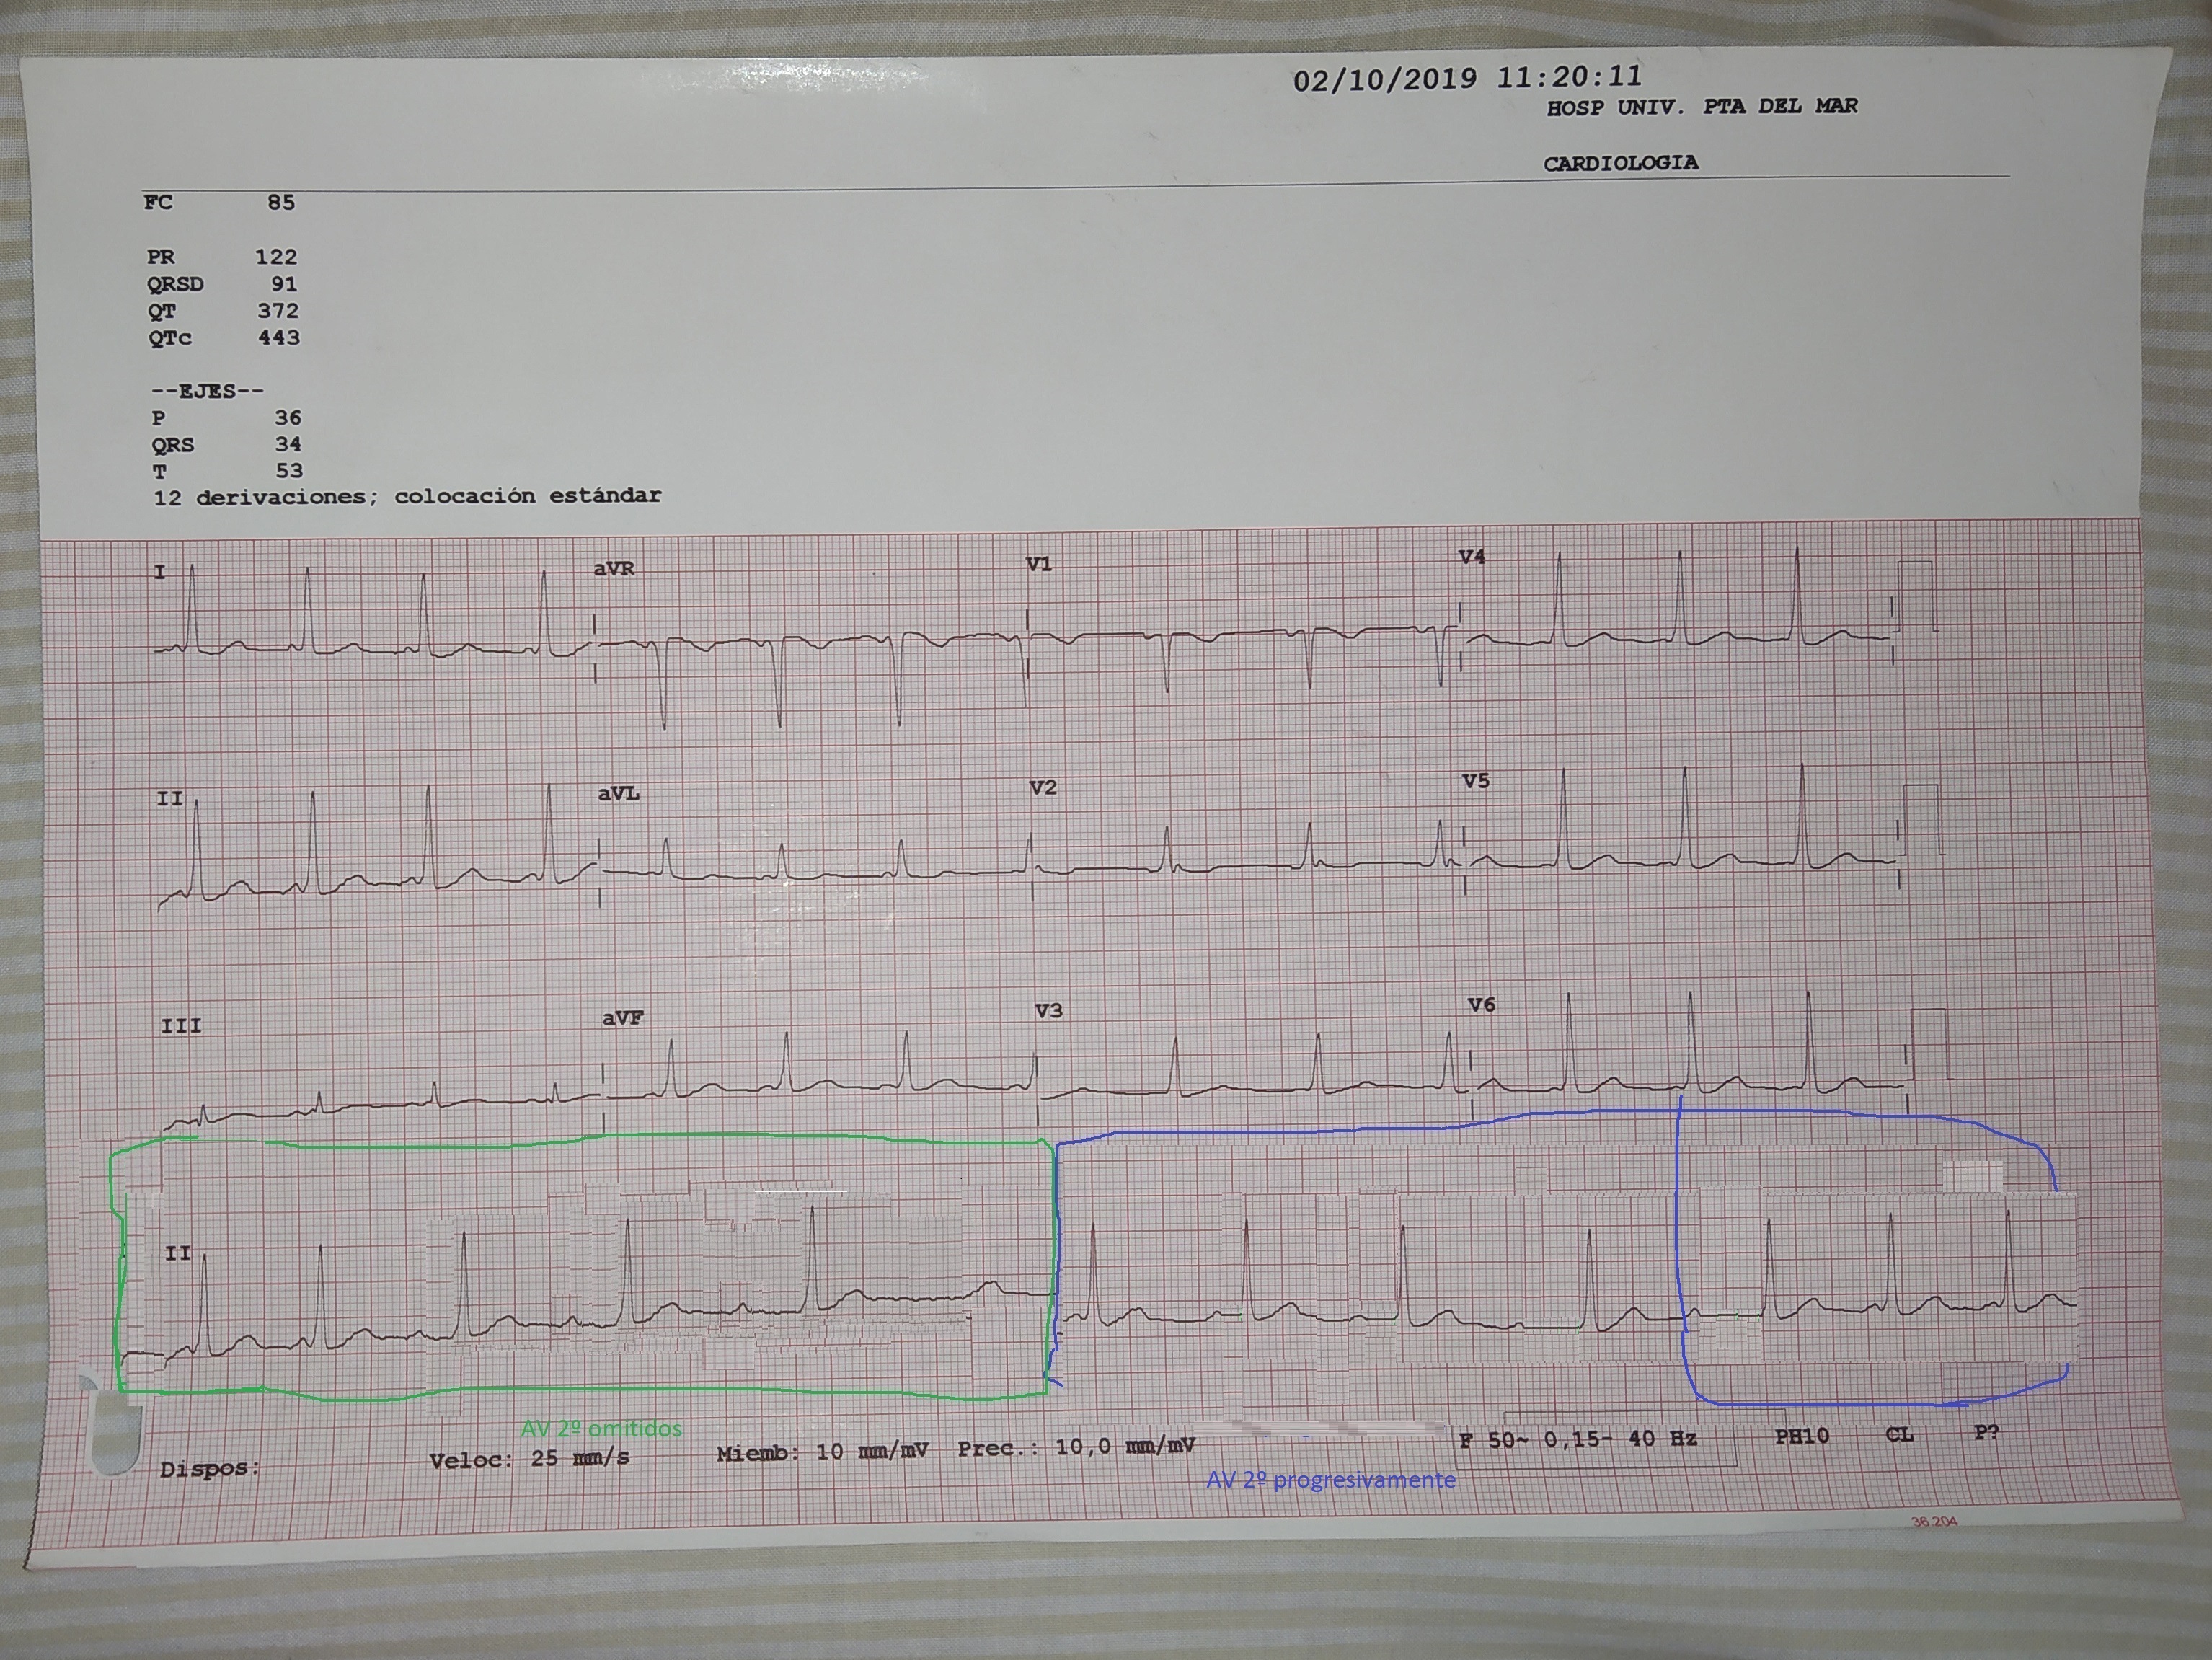 02/10/2019 11:20:11
HOSP UNIV. PTA DEL MAR
CARDIOLOGIA
FC 85
PR 122
QRSD 91
QT 372
QTc 443
--EJES--
P 36
QRS 34
T 53
12 derivaciones; colocación estándar
I aVR V1 V4
II aVL V2 V5
III aVF V3 V6
II
AV 2º omitidos
Dispos: Veloc: 25 mm/s Miemb: 10 mm/mV Prec.: 10,0 mm/mV F 50~ 0,15- 40 Hz PH10 CL P?
AV 2º progresivamente
36.204